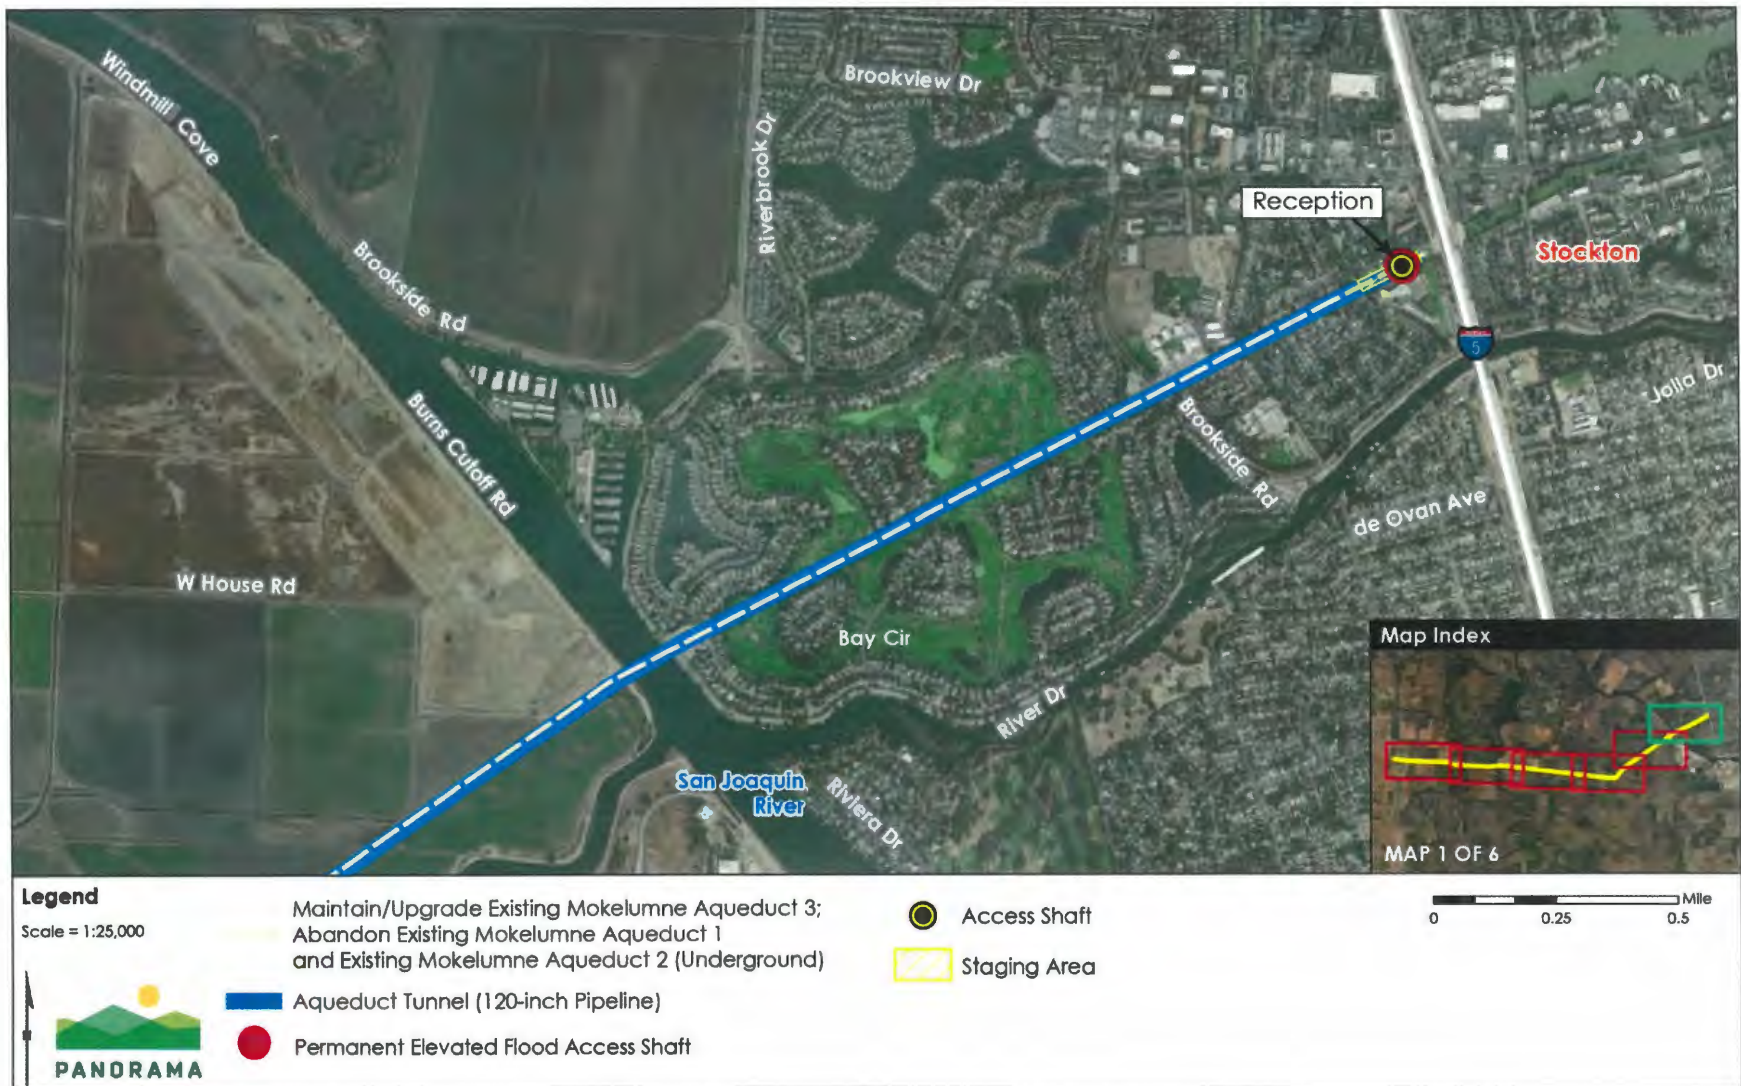 Windmill Cove
Brookview Dr
Riverbrook Dr
Reception
Stockton
Brookside Rd
5
Jolla Dr
Burns Cutoff Rd
Brookside Rd
de Ovan Ave
W House Rd
Bay Cir
River Dr
San Joaquin
River
Riviera Dr
Map Index
MAP 1 OF 6
Legend
Scale = 1:25,000
Maintain/Upgrade Existing Mokelumne Aqueduct 3;
Abandon Existing Mokelumne Aqueduct 1
and Existing Mokelumne Aqueduct 2 (Underground)
Aqueduct Tunnel (120-inch Pipeline)
Permanent Elevated Flood Access Shaft
Access Shaft
Staging Area
Mile
0 0.25 0.5
PANORAMA